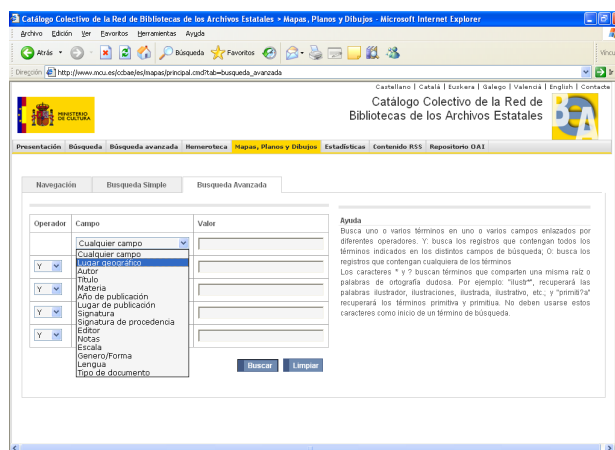 Catálogo Colectivo de la Red de Bibliotecas de los Archivos Estatales > Mapas, Planos y Dibujos - Microsoft Internet Explorer
Archivo Edición Ver Favoritos Herramientas Ayuda
Atrás Búsqueda Favoritos
Dirección http://www.mcu.es/ccbae/es/mapas/principal.cmd?tab=busqueda_avanzada Ir
Castellano | Català | Euskera | Galego | Valencià | English | Contacte
MINISTERIO
DE CULTURA
Catálogo Colectivo de la Red de
Bibliotecas de los Archivos Estatales
Presentación Búsqueda Búsqueda avanzada Hemeroteca Mapas, Planos y Dibujos Estadísticas Contenido RSS Repositorio OAI
Navegación Busqueda Simple Busqueda Avanzada
Operador Campo Valor
Cualquier campo
Cualquier campo
Lugar geográfico
Autor
Título
Materia
Año de publicación
Lugar de publicación
Signatura
Signatura de procedencia
Editor
Notas
Escala
Genero/Forma
Lengua
Tipo de documento
Y
Y
Y
Y
Buscar Limpiar
Ayuda
Busca uno o varios términos en uno o varios campos enlazados por
diferentes operadores. Y: busca los registros que contengan todos los
términos indicados en los distintos campos de búsqueda; O: busca los
registros que contengan cualquiera de los términos
Los caracteres * y ? buscan términos que comparten una misma raíz o
palabras de ortografía dudosa. Por ejemplo: "ilustr*", recuperará las
palabras ilustrador, ilustraciones, ilustrada, ilustrativo, etc.; y "primiti?a"
recuperará los términos primitiva y primitiua. No deben usarse estos
caracteres como inicio de un término de búsqueda.